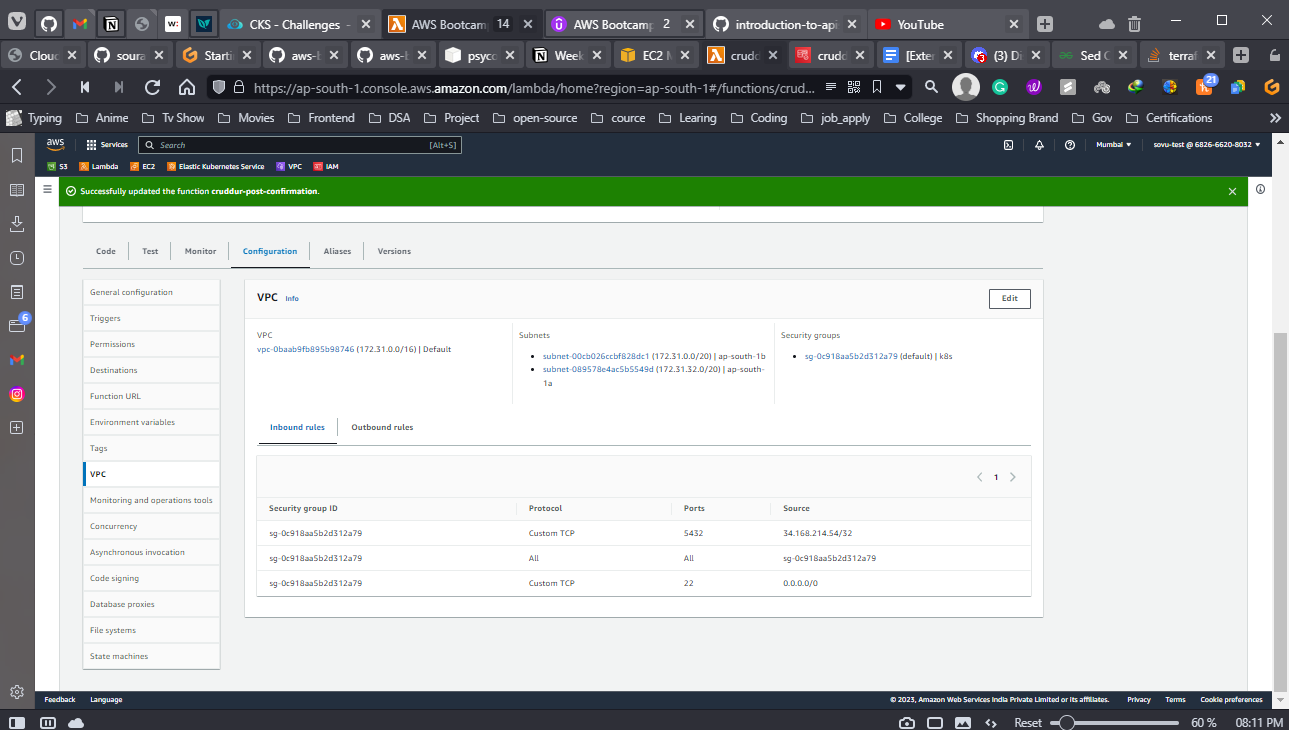 CKS - Challenges -
AWS Bootcamp 14
AWS Bootcamp 2
introduction-to-api
YouTube
Cloud
soura
Startin
aws-b
aws-b
psyco
Week
EC2 M
crudd
crudd
[Exter
(3) Di
Sed C
terraf
https://ap-south-1.console.aws.amazon.com/lambda/home?region=ap-south-1#/functions/crud...
21
Typing
Anime
Tv Show
Movies
Frontend
DSA
Project
open-source
cource
Learing
Coding
job_apply
College
Shopping Brand
Gov
Certifications
aws
Services
Search
[Alt+S]
Mumbai
sovu-test @ 6826-6620-8032
S3
Lambda
EC2
Elastic Kubernetes Service
VPC
IAM
Successfully updated the function cruddur-post-confirmation.
Code
Test
Monitor
Configuration
Aliases
Versions
General configuration
Triggers
Permissions
Destinations
Function URL
Environment variables
Tags
VPC
Monitoring and operations tools
Concurrency
Asynchronous invocation
Code signing
Database proxies
File systems
State machines
6
VPC Info
Edit
VPC
vpc-0baab9fb895b98746 (172.31.0.0/16) | Default
Subnets
subnet-00cb026ccbf828dc1 (172.31.0.0/20) | ap-south-1b
subnet-089578e4ac5b5549d (172.31.32.0/20) | ap-south-
1a
Security groups
sg-0c918aa5b2d312a79 (default) | k8s
Inbound rules
Outbound rules
1
Security group ID Protocol Ports Source
sg-0c918aa5b2d312a79 Custom TCP 5432 34.168.214.54/32
sg-0c918aa5b2d312a79 All All sg-0c918aa5b2d312a79
sg-0c918aa5b2d312a79 Custom TCP 22 0.0.0.0/0
Feedback
Language
© 2023, Amazon Web Services India Private Limited or its affiliates.
Privacy
Terms
Cookie preferences
Reset
60 %
08:11 PM